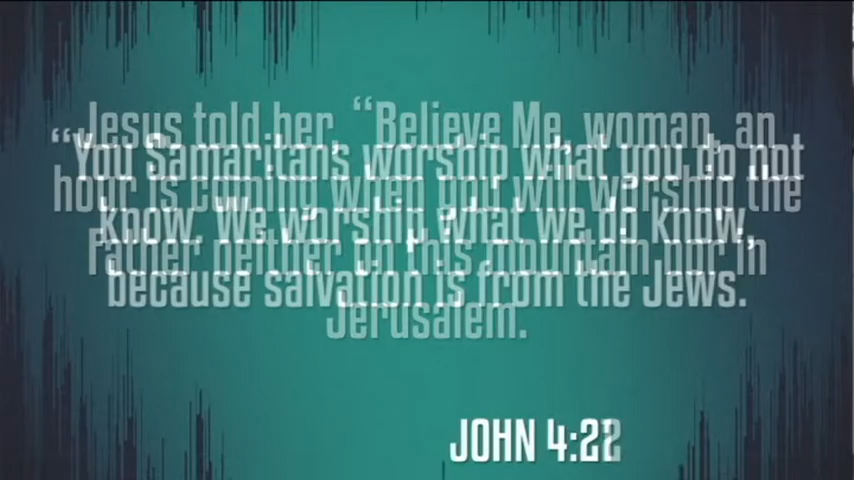 Jesus told her, “Believe Me, woman, an
hour is coming when you will worship the
Father neither on this mountain nor in
Jerusalem.
“You Samaritans worship what you do not
know. We worship what we do know,
because salvation is from the Jews.
JOHN 4:22